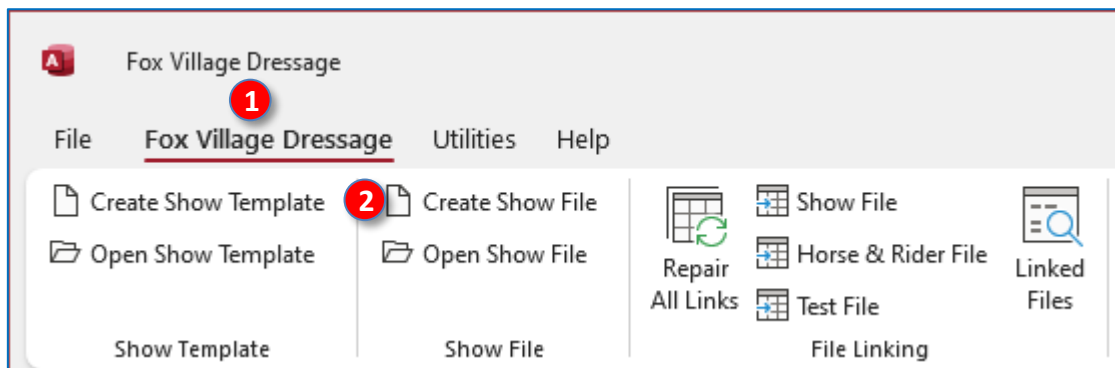 A
Fox Village Dressage
1
File Fox Village Dressage Utilities Help
Create Show Template
Open Show Template
Show Template
2
Create Show File
Open Show File
Show File
Repair
All Links
Show File
Horse & Rider File
Test File
Linked
Files
File Linking